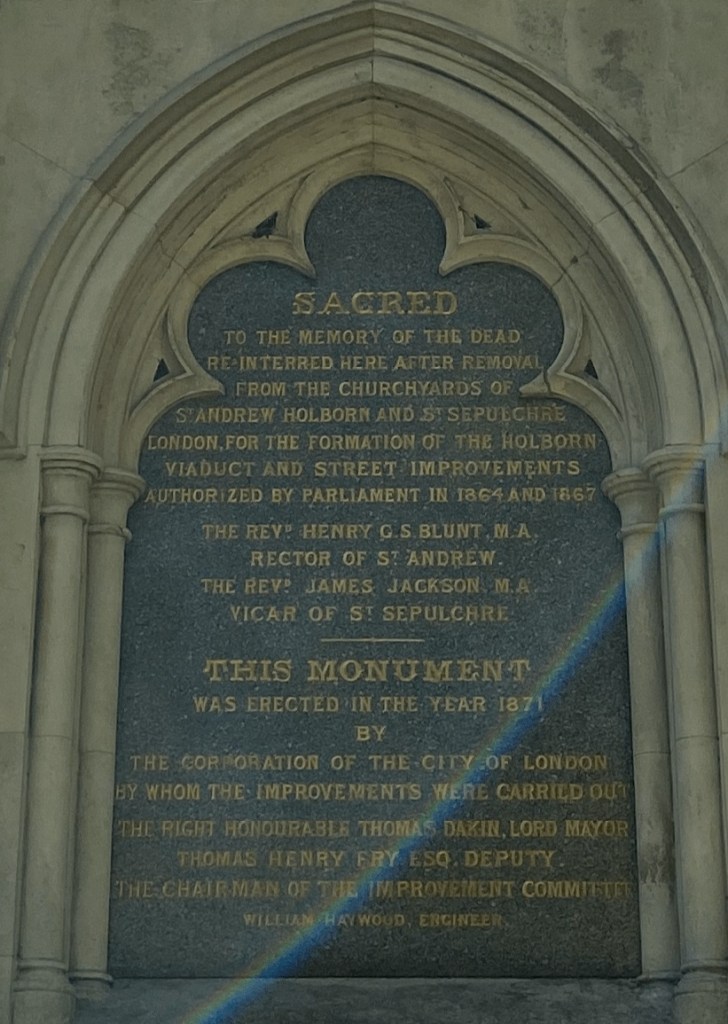 SACRED
TO THE MEMORY OF THE DEAD
RE-INTERRED HERE AFTER REMOVAL
FROM THE CHURCHYARDS OF
ST ANDREW HOLBORN AND ST SEPULCHRE
LONDON, FOR THE FORMATION OF THE HOLBORN
VIADUCT AND STREET IMPROVEMENTS
AUTHORIZED BY PARLIAMENT IN 1864 AND 1867
THE REVD HENRY G.S. BLUNT, M.A.
RECTOR OF ST ANDREW.
THE REVD JAMES JACKSON M.A.
VICAR OF ST SEPULCHRE
THIS MONUMENT
WAS ERECTED IN THE YEAR 1871
BY
THE CORPORATION OF THE CITY OF LONDON
BY WHOM THE IMPROVEMENTS WERE CARRIED OUT
THE RIGHT HONOURABLE THOMAS DAKIN, LORD MAYOR
THOMAS HENRY FRY ESQ. DEPUTY.
THE CHAIRMAN OF THE IMPROVEMENT COMMITTEE
WILLIAM HAYWOOD, ENGINEER.